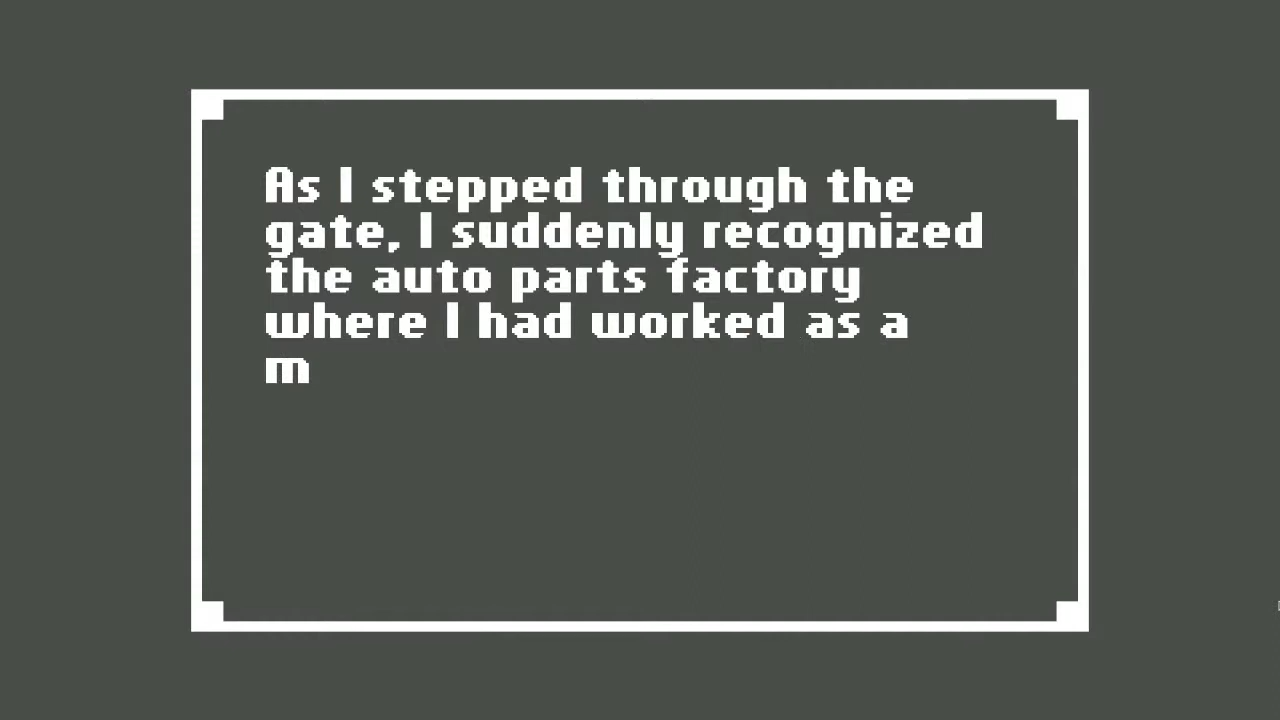 As I stepped through the
gate, I suddenly recognized
the auto parts factory
where I had worked as a
m